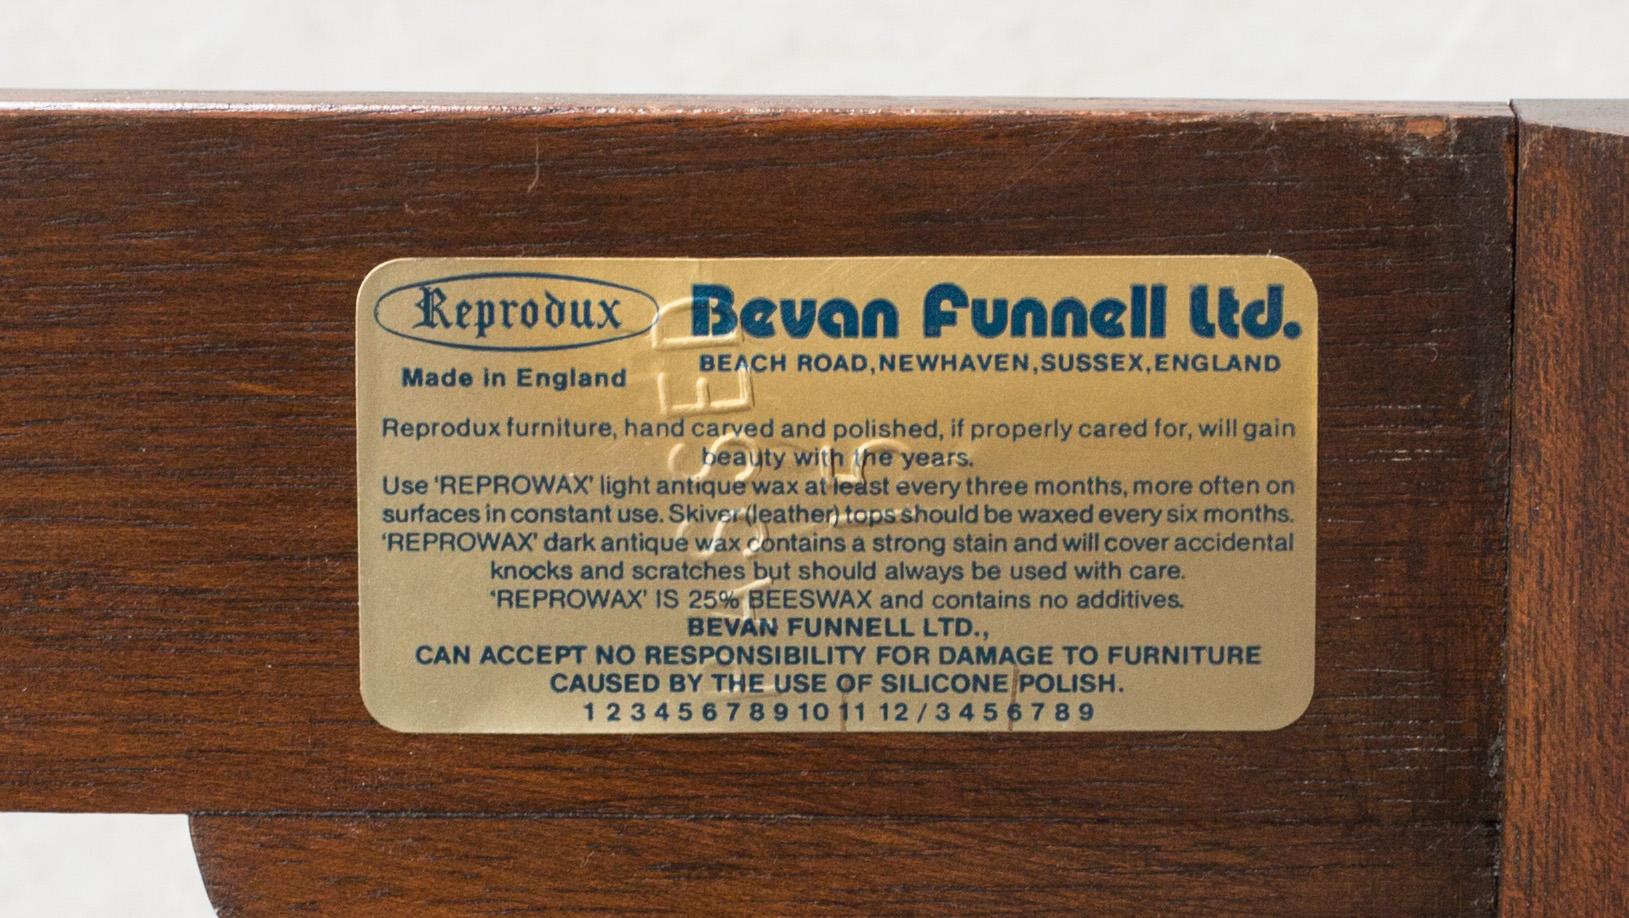 Reprodux
Made in England
Bevan Funnell Ltd.
BEACH ROAD, NEWHAVEN, SUSSEX, ENGLAND
Reprodux furniture, hand carved and polished, if properly cared for, will gain
beauty with the years.
Use ‘REPROWAX’ light antique wax at least every three months, more often on
surfaces in constant use. Skiver (leather) tops should be waxed every six months.
‘REPROWAX’ dark antique wax contains a strong stain and will cover accidental
knocks and scratches but should always be used with care.
‘REPROWAX’ IS 25% BEESWAX and contains no additives.
BEVAN FUNNELL LTD.,
CAN ACCEPT NO RESPONSIBILITY FOR DAMAGE TO FURNITURE
CAUSED BY THE USE OF SILICONE POLISH.
1 2 3 4 5 6 7 8 9 10 11 12 / 3 4 5 6 7 8 9
PASSED
15